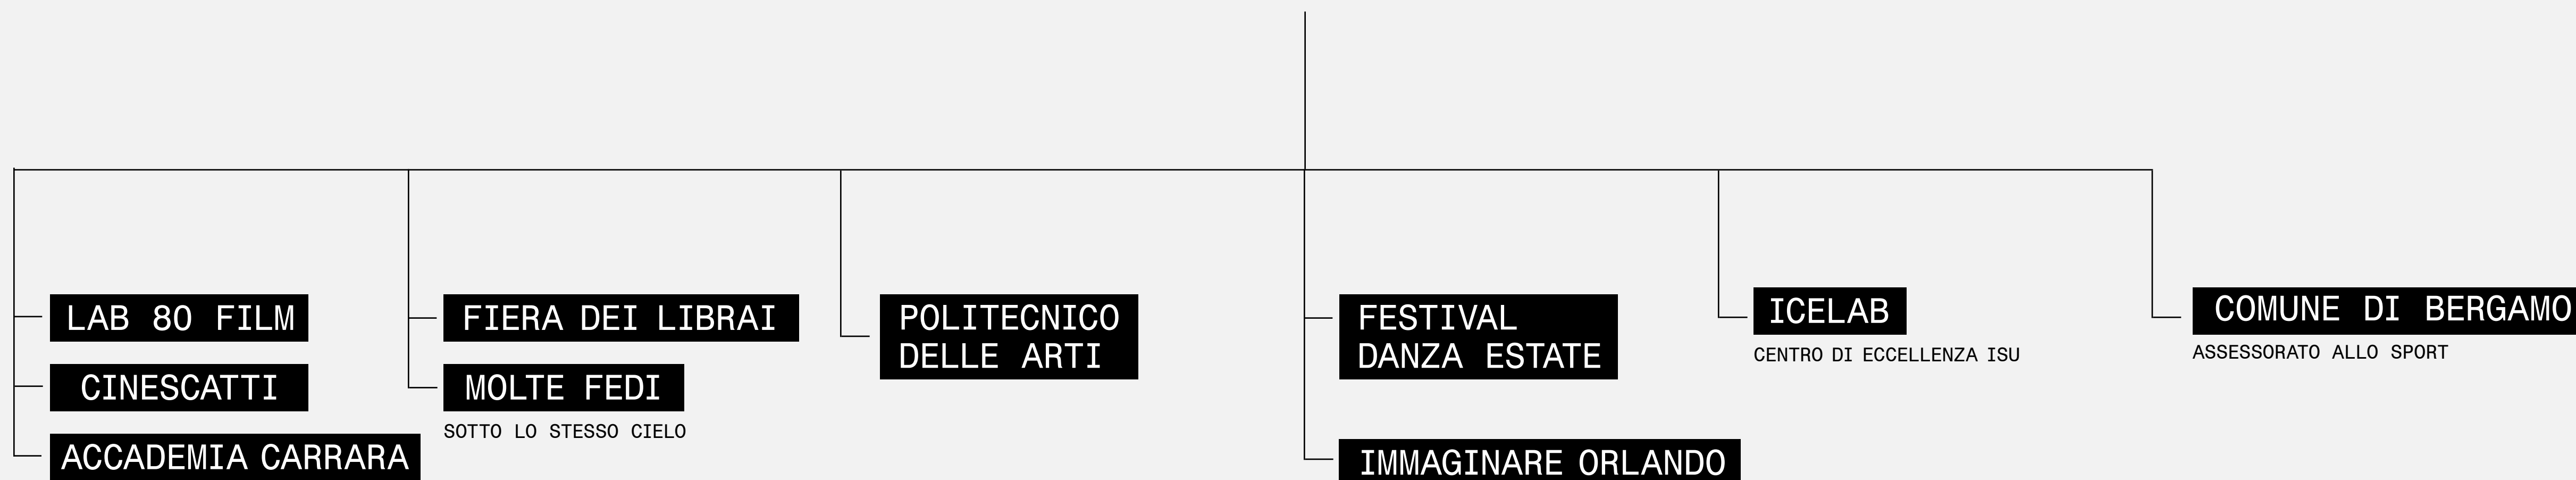 LAB 80 FILM
CINESCATTI
ACCADEMIA CARRARA
FIERA DEI LIBRAI
MOLTE FEDI
SOTTO LO STESSO CIELO
POLITECNICO
DELLE ARTI
FESTIVAL
DANZA ESTATE
IMMAGINARE ORLANDO
ICELAB
CENTRO DI ECCELLENZA ISU
COMUNE DI BERGAMO
ASSESSORATO ALLO SPORT